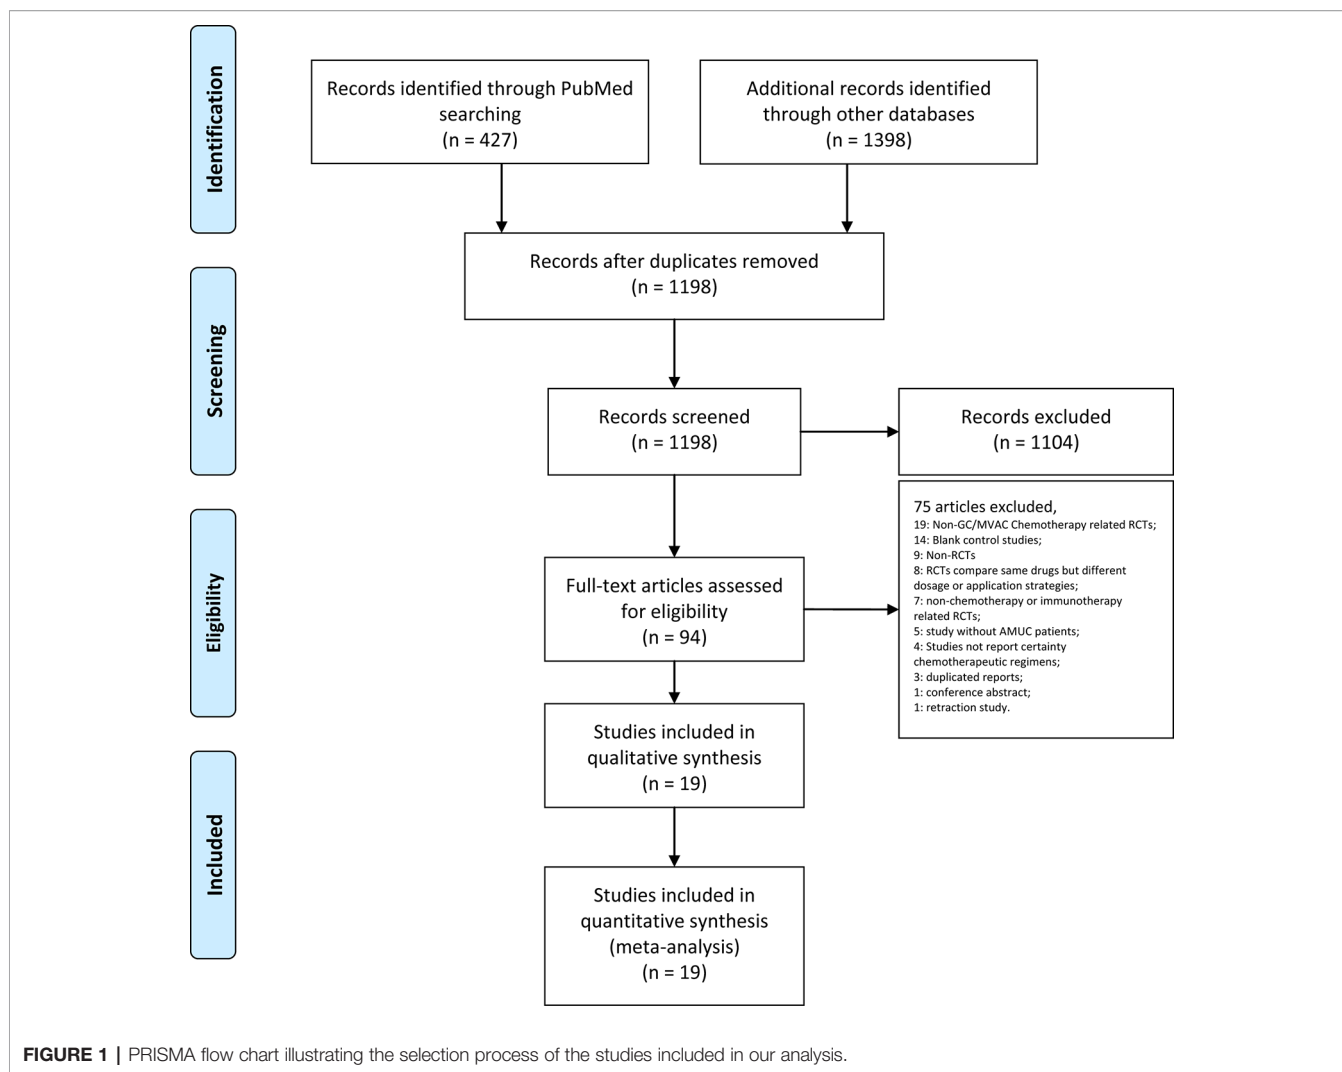 Identification
Records identified through PubMed
searching
(n = 427)
Additional records identified
through other databases
(n = 1398)
Records after duplicates removed
(n = 1198)
Screening
Records screened
(n = 1198)
Records excluded
(n = 1104)
Eligibility
Full-text articles assessed
for eligibility
(n = 94)
75 articles excluded,
19: Non-GC/MVAC Chemotherapy related RCTs;
14: Blank control studies;
9: Non-RCTs
8: RCTs compare same drugs but different
dosage or application strategies;
7: non-chemotherapy or immunotherapy
related RCTs;
5: study without AMUC patients;
4: Studies not report certainty
chemotherapeutic regimens;
3: duplicated reports;
1: conference abstract;
1: retraction study.
Studies included in
qualitative synthesis
(n = 19)
Included
Studies included in
quantitative synthesis
(meta-analysis)
(n = 19)
FIGURE 1 | PRISMA flow chart illustrating the selection process of the studies included in our analysis.